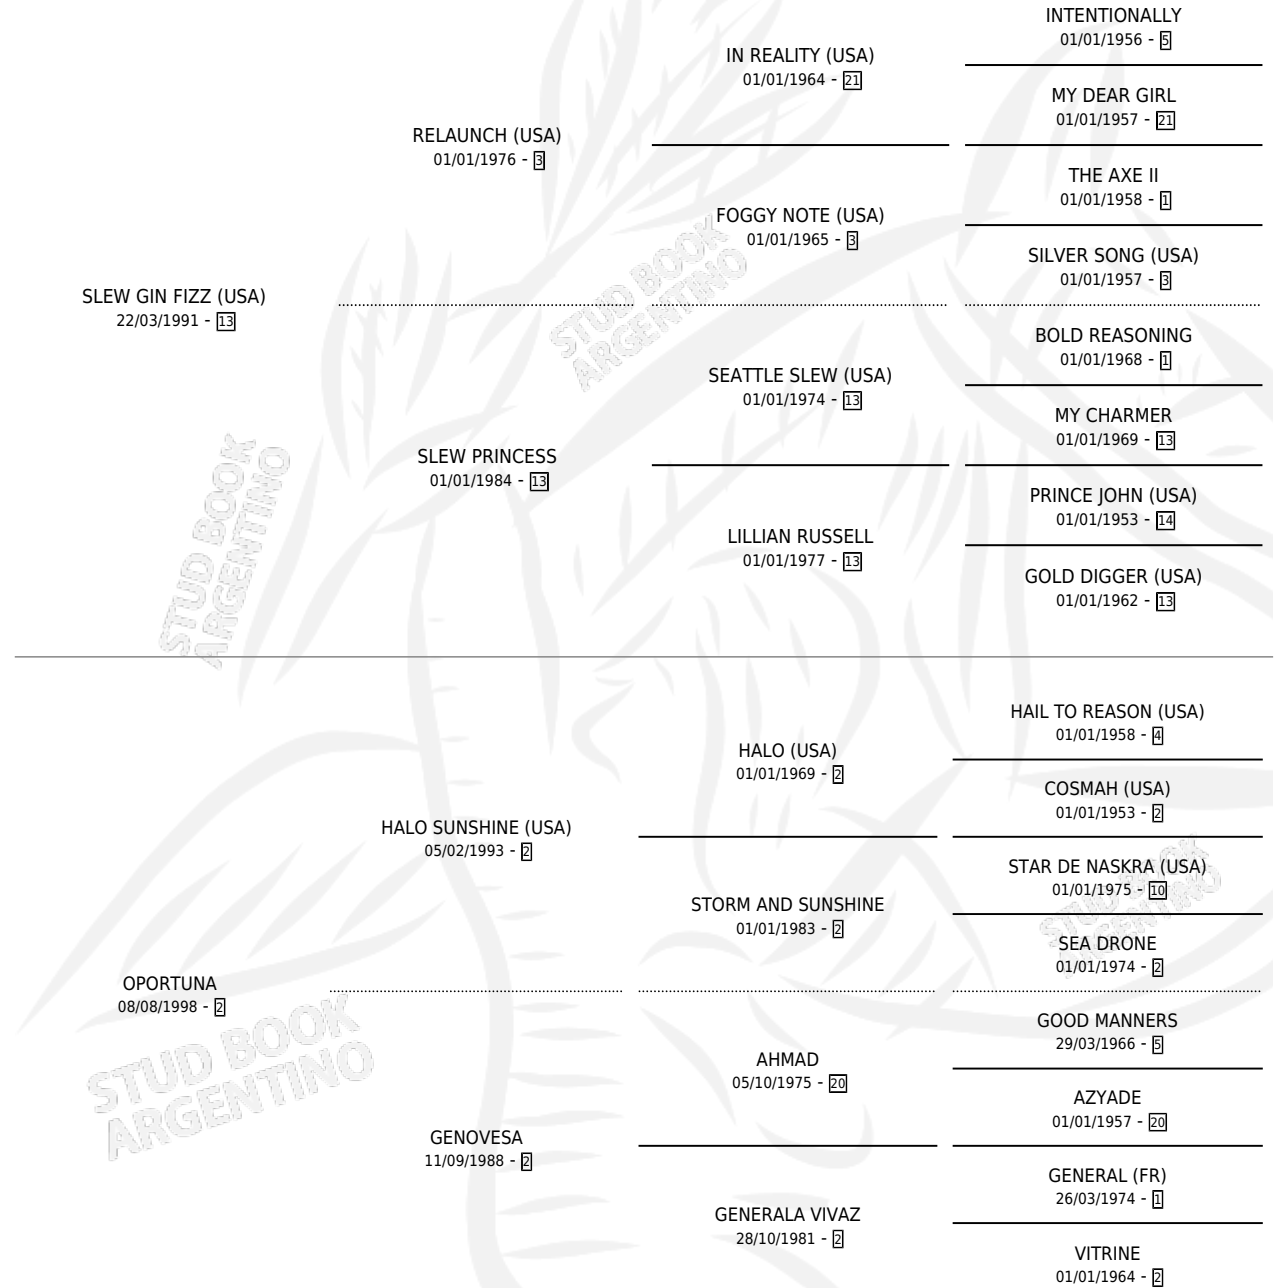 INTENTIONALLY
01/01/1956 - 5
IN REALITY (USA)
01/01/1964 - 21
MY DEAR GIRL
01/01/1957 - 21
RELAUNCH (USA)
01/01/1976 - 3
THE AXE II
01/01/1958 - 1
FOGGY NOTE (USA)
01/01/1965 - 3
SILVER SONG (USA)
01/01/1957 - 3
SLEW GIN FIZZ (USA)
22/03/1991 - 13
STUD BOOK
ARGENTINO
BOLD REASONING
01/01/1968 - 1
SEATTLE SLEW (USA)
01/01/1974 - 13
MY CHARMER
01/01/1969 - 13
SLEW PRINCESS
01/01/1984 - 13
PRINCE JOHN (USA)
01/01/1953 - 14
LILLIAN RUSSELL
01/01/1977 - 13
GOLD DIGGER (USA)
01/01/1962 - 13
STUD BOOK
ARGENTINO
HAIL TO REASON (USA)
01/01/1958 - 4
HALO (USA)
01/01/1969 - 2
COSMAH (USA)
01/01/1953 - 2
HALO SUNSHINE (USA)
05/02/1993 - 2
STAR DE NASKRA (USA)
01/01/1975 - 10
STORM AND SUNSHINE
01/01/1983 - 2
STUD BOOK
ARGENTINO
SEA DRONE
01/01/1974 - 2
OPORTUNA
08/08/1998 - 2
GOOD MANNERS
29/03/1966 - 5
AHMAD
05/10/1975 - 20
AZYADE
01/01/1957 - 20
STUD BOOK
ARGENTINO
GENOVESA
11/09/1988 - 2
GENERAL (FR)
26/03/1974 - 1
GENERALA VIVAZ
28/10/1981 - 2
VITRINE
01/01/1964 - 2